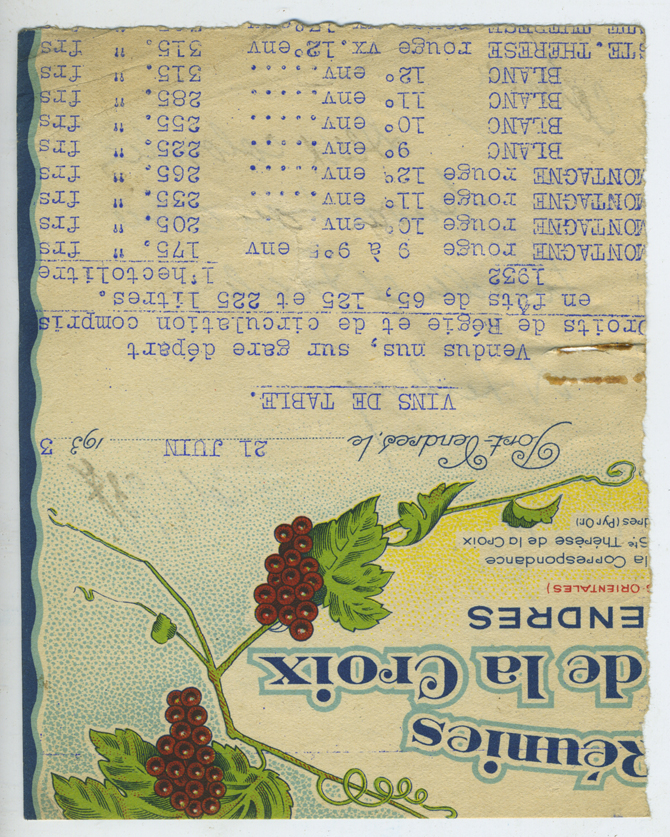 Réunies
de la Croix
ENDRES
S-ORIENTALES)
la Correspondance
Ste Thérèse de la Croix
dres (Pyr. Or.)
Port-Vendres, le 21 JUIN 193 3
VINS DE TABLE.
Vendus nus, sur gare départ
Droits de Régie et de circulation compris
en fûts de 65, 125 et 225 litres.
1932 l'hectolitre
MONTAGNE rouge 9 à 9°5 env 175. " frs
MONTAGNE rouge 10°env..... 205. " frs
MONTAGNE rouge 11° env..... 235. " frs
MONTAGNE rouge 12° env..... 265. " frs
BLANC 9° env..... 225. " frs
BLANC 10° env..... 255. " frs
BLANC 11° env..... 285. " frs
BLANC 12° env..... 315. " frs
STE. THERESE rouge vx.12°env 315. " frs